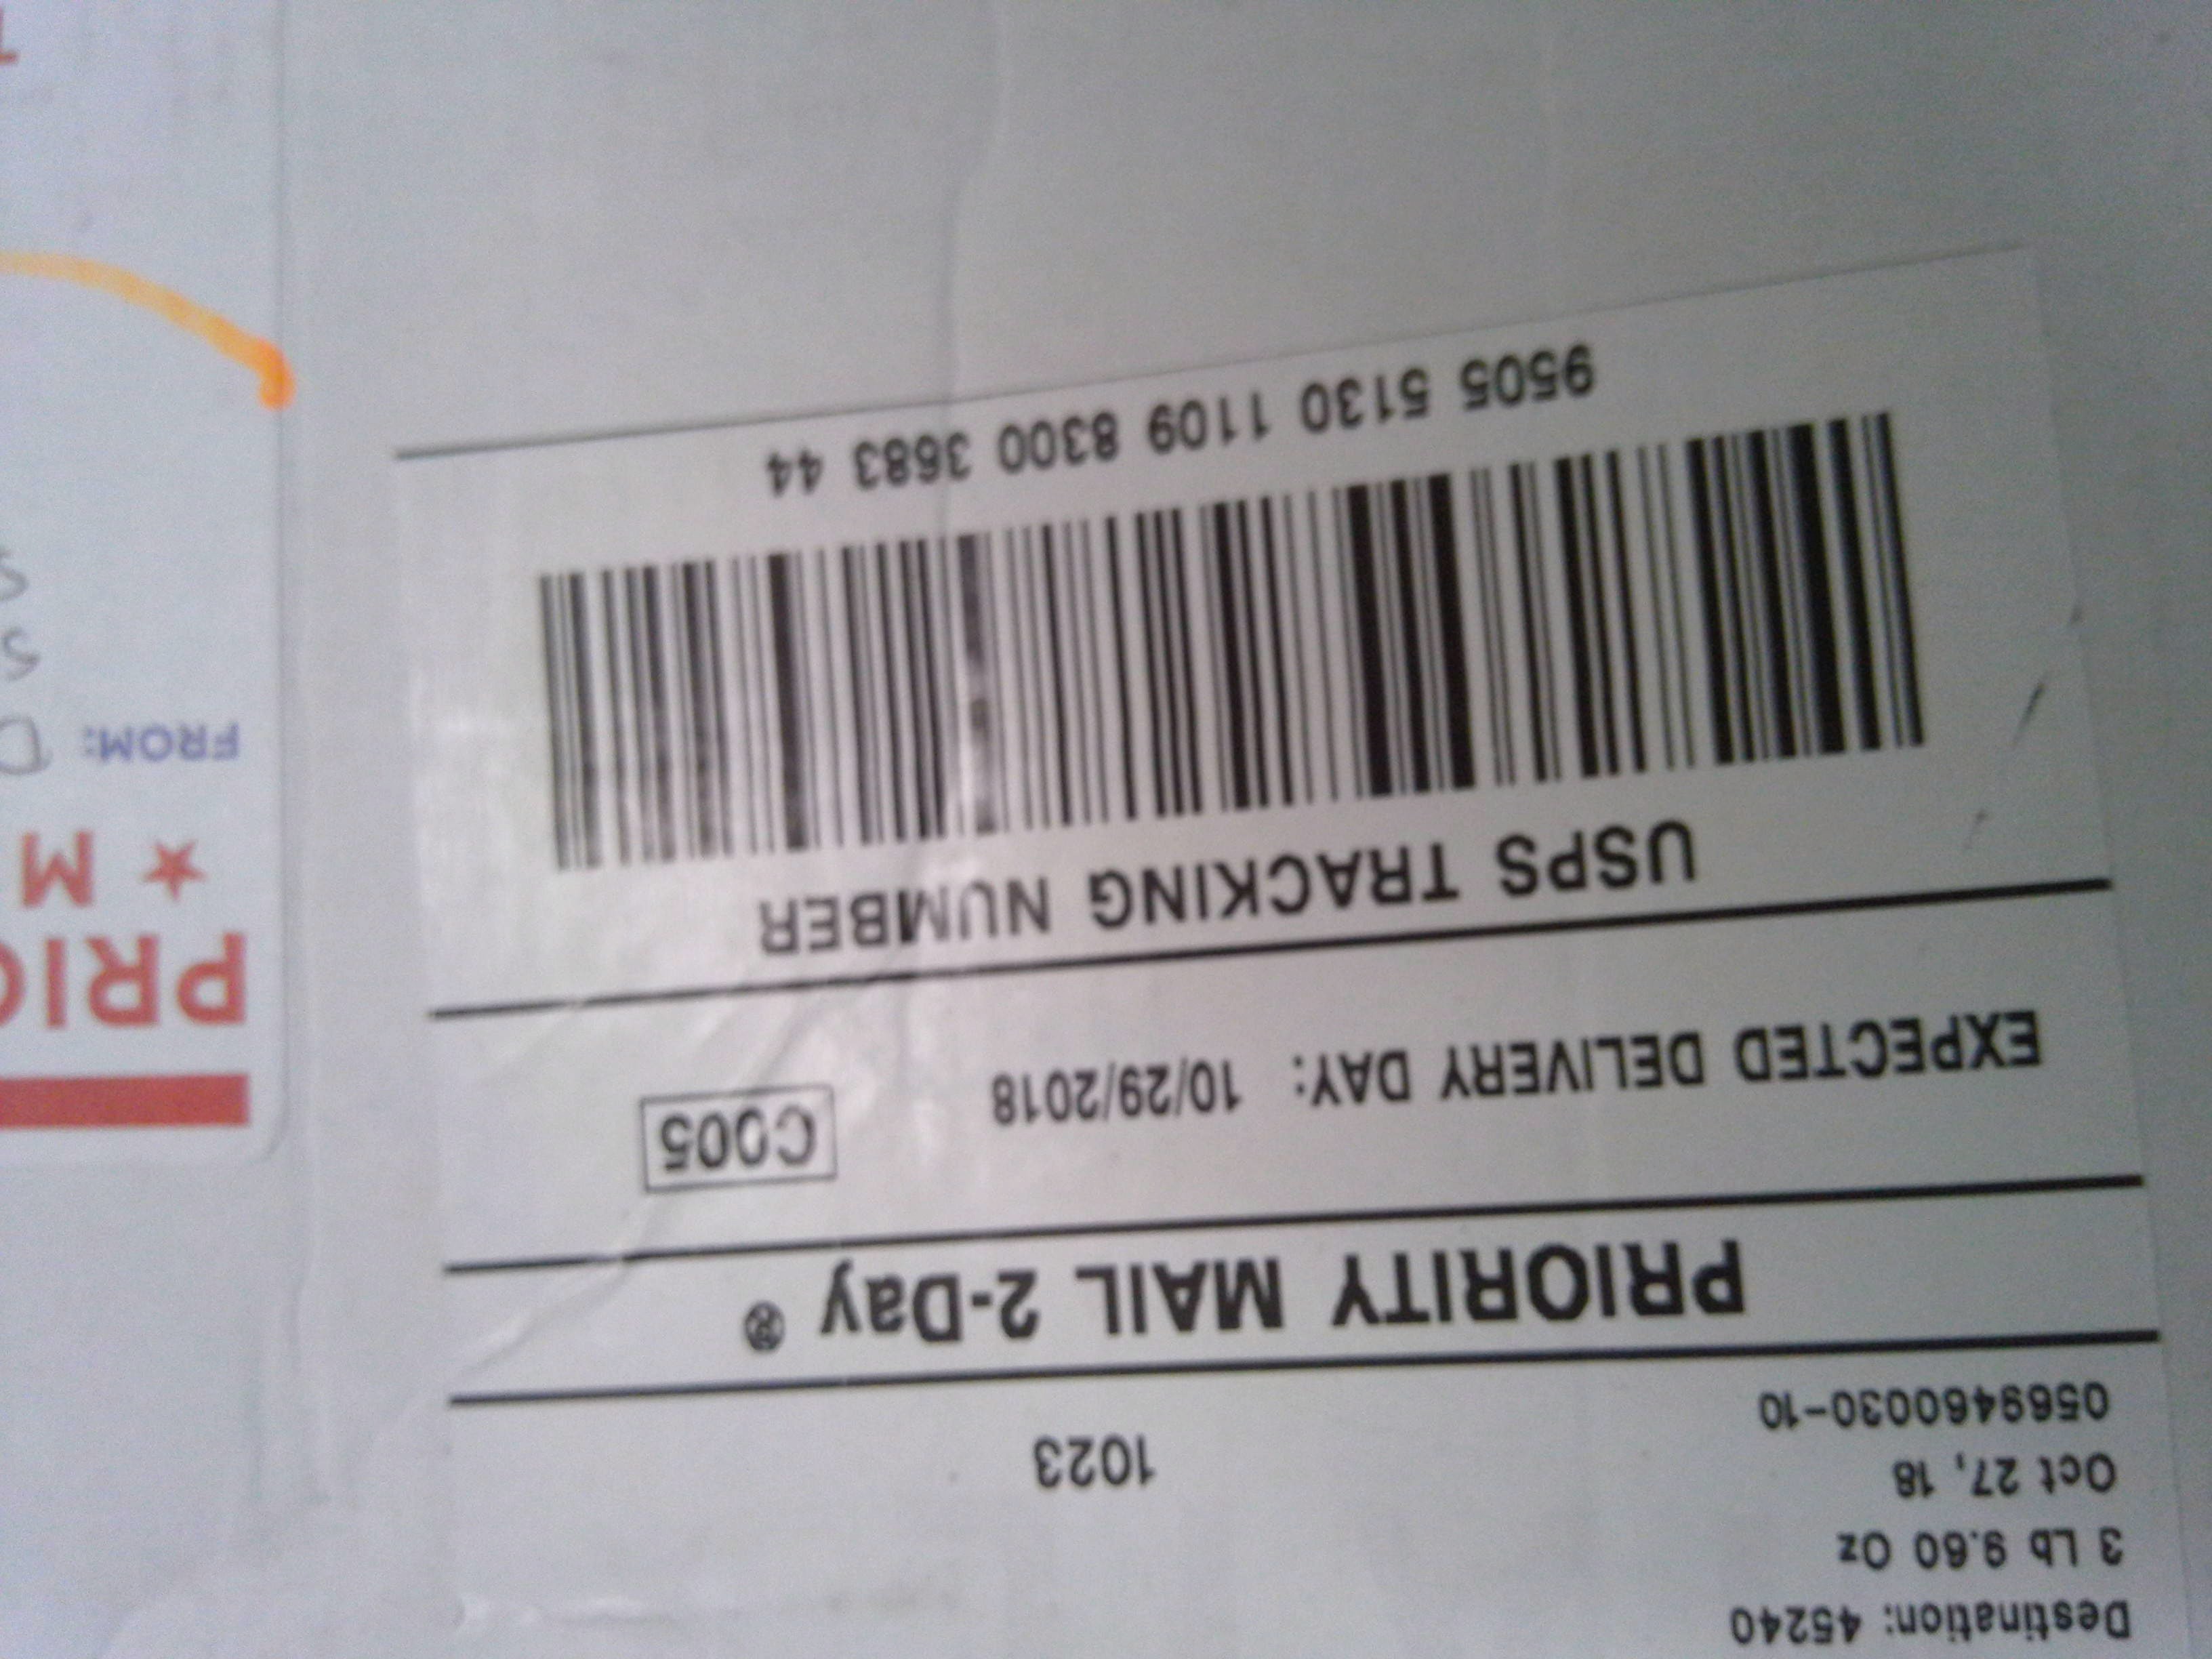 Destination: 45240
3 Lb 9.60 Oz
Oct 27, 18
0569460030-10
1023
PRIORITY MAIL 2-Day ®
EXPECTED DELIVERY DAY: 10/29/2018
C005
USPS TRACKING NUMBER
9505 5130 1109 8300 3683 44
PRIO
★ M
FROM: